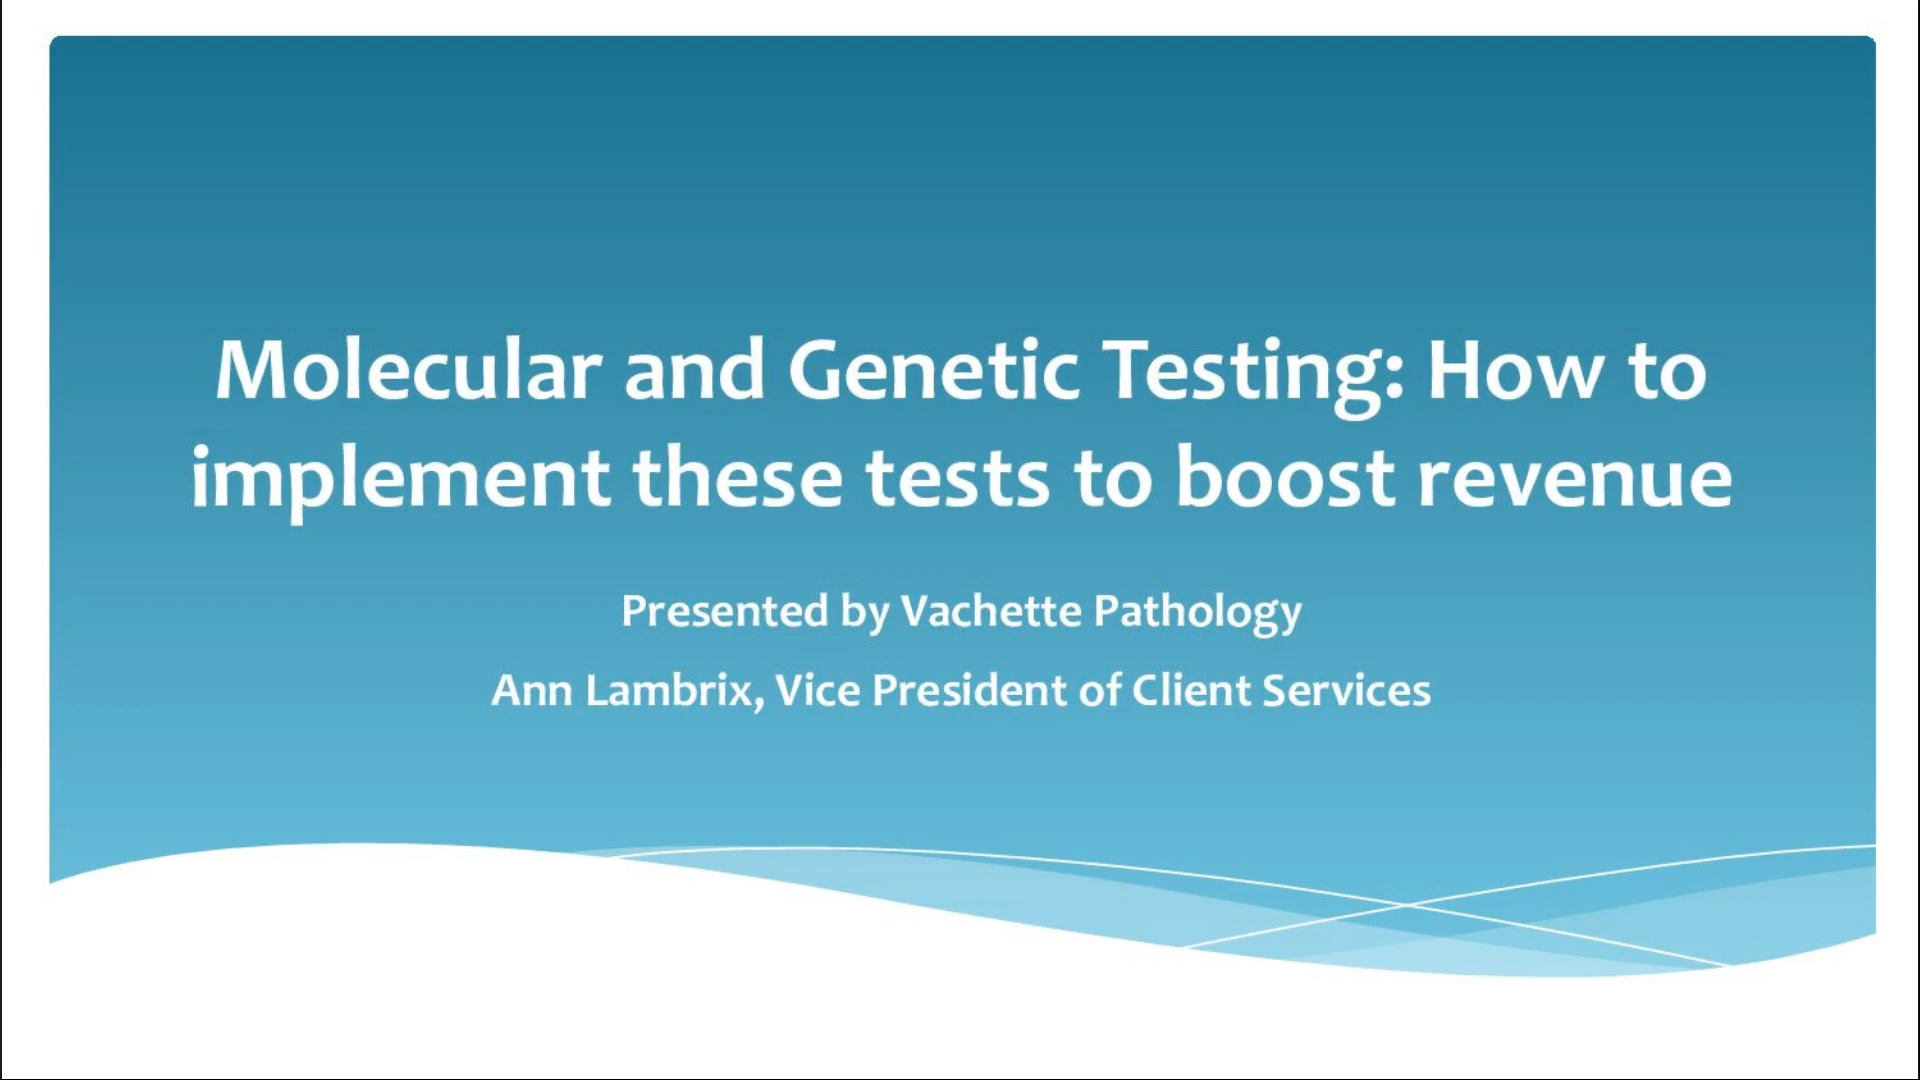 Molecular and Genetic Testing: How to
implement these tests to boost revenue
Presented by Vachette Pathology
Ann Lambrix, Vice President of Client Services